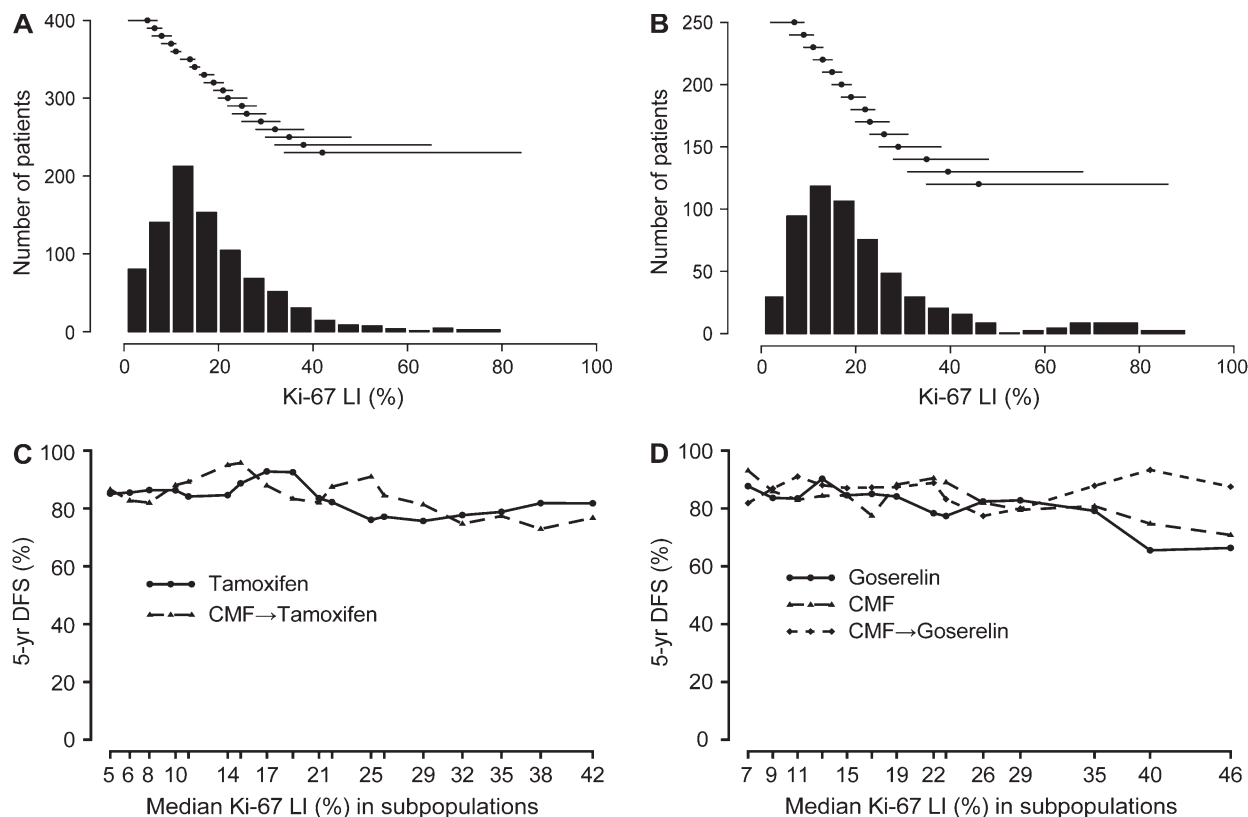 A
400
300
200
100
0
Number of patients
0 20 40 60 80 100
Ki-67 LI (%)
B
250
200
150
100
50
0
Number of patients
0 20 40 60 80 100
Ki-67 LI (%)
C
100
80
60
40
20
0
5-yr DFS (%)
Tamoxifen
CMF→Tamoxifen
5 6 8 10 14 17 19 21 25 29 32 35 38 42
Median Ki-67 LI (%) in subpopulations
D
100
80
60
40
20
0
5-yr DFS (%)
Goserelin
CMF
CMF→Goserelin
7 9 11 15 19 22 26 29 35 40 46
Median Ki-67 LI (%) in subpopulations